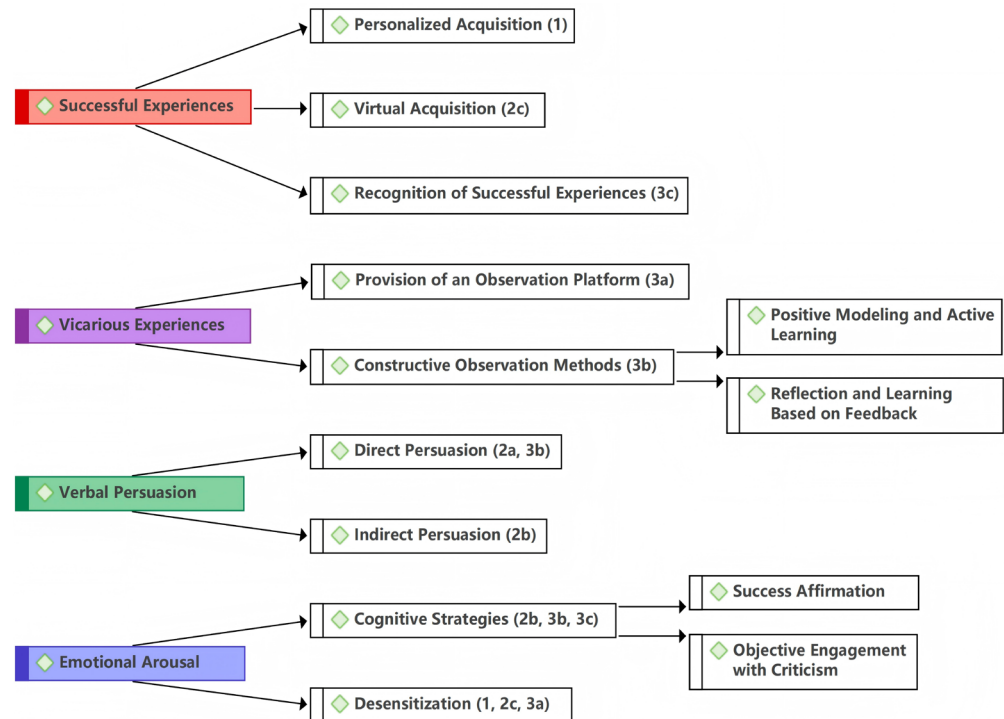 Personalized Acquisition (1)
Successful Experiences
Virtual Acquisition (2c)
Recognition of Successful Experiences (3c)
Provision of an Observation Platform (3a)
Vicarious Experiences
Constructive Observation Methods (3b)
Positive Modeling and Active
Learning
Reflection and Learning
Based on Feedback
Direct Persuasion (2a, 3b)
Verbal Persuasion
Indirect Persuasion (2b)
Cognitive Strategies (2b, 3b, 3c)
Success Affirmation
Emotional Arousal
Objective Engagement
with Criticism
Desensitization (1, 2c, 3a)